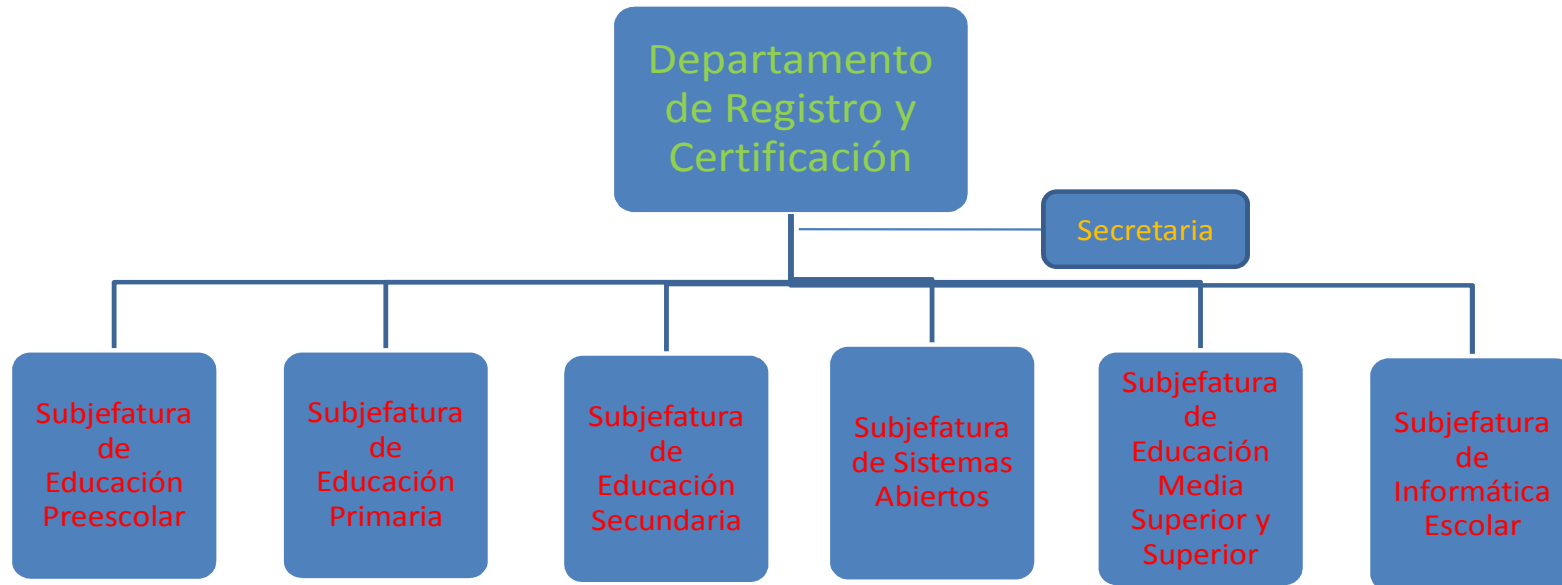 Departamento
de Registro y
Certificación
Secretaria
Subjefatura
de
Educación
Preescolar
Subjefatura
de
Educación
Primaria
Subjefatura
de
Educación
Secundaria
Subjefatura
de Sistemas
Abiertos
Subjefatura
de
Educación
Media
Superior y
Superior
Subjefatura
de
Informática
Escolar